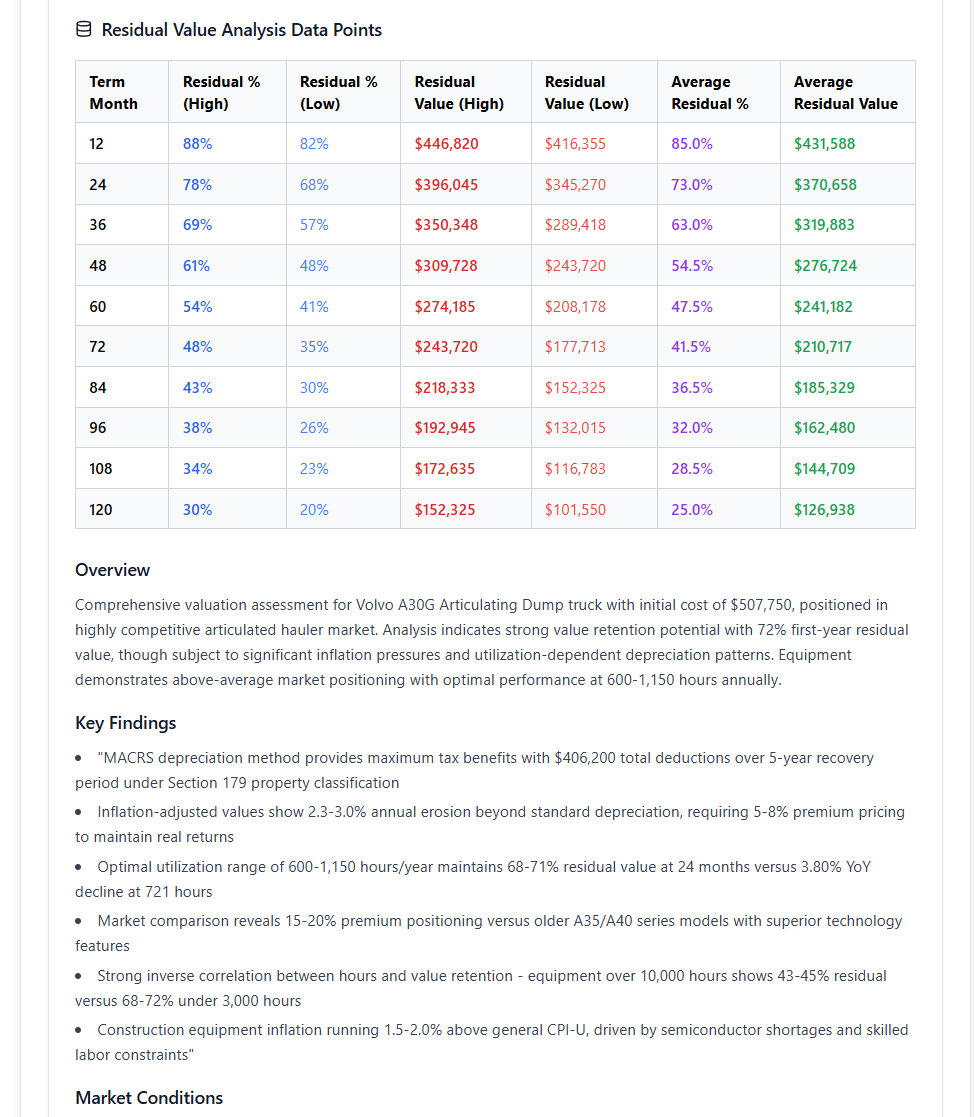 Residual Value Analysis Data Points
Term Month | Residual % (High) | Residual % (Low) | Residual Value (High) | Residual Value (Low) | Average Residual % | Average Residual Value
12 | 88% | 82% | $446,820 | $416,355 | 85.0% | $431,588
24 | 78% | 68% | $396,045 | $345,270 | 73.0% | $370,658
36 | 69% | 57% | $350,348 | $289,418 | 63.0% | $319,883
48 | 61% | 48% | $309,728 | $243,720 | 54.5% | $276,724
60 | 54% | 41% | $274,185 | $208,178 | 47.5% | $241,182
72 | 48% | 35% | $243,720 | $177,713 | 41.5% | $210,717
84 | 43% | 30% | $218,333 | $152,325 | 36.5% | $185,329
96 | 38% | 26% | $192,945 | $132,015 | 32.0% | $162,480
108 | 34% | 23% | $172,635 | $116,783 | 28.5% | $144,709
120 | 30% | 20% | $152,325 | $101,550 | 25.0% | $126,938
Overview
Comprehensive valuation assessment for Volvo A30G Articulating Dump truck with initial cost of $507,750, positioned in
highly competitive articulated hauler market. Analysis indicates strong value retention potential with 72% first-year residual
value, though subject to significant inflation pressures and utilization-dependent depreciation patterns. Equipment
demonstrates above-average market positioning with optimal performance at 600-1,150 hours annually.
Key Findings
• "MACRS depreciation method provides maximum tax benefits with $406,200 total deductions over 5-year recovery
period under Section 179 property classification
• Inflation-adjusted values show 2.3-3.0% annual erosion beyond standard depreciation, requiring 5-8% premium pricing
to maintain real returns
• Optimal utilization range of 600-1,150 hours/year maintains 68-71% residual value at 24 months versus 3.80% YoY
decline at 721 hours
• Market comparison reveals 15-20% premium positioning versus older A35/A40 series models with superior technology
features
• Strong inverse correlation between hours and value retention - equipment over 10,000 hours shows 43-45% residual
versus 68-72% under 3,000 hours
• Construction equipment inflation running 1.5-2.0% above general CPI-U, driven by semiconductor shortages and skilled
labor constraints"
Market Conditions